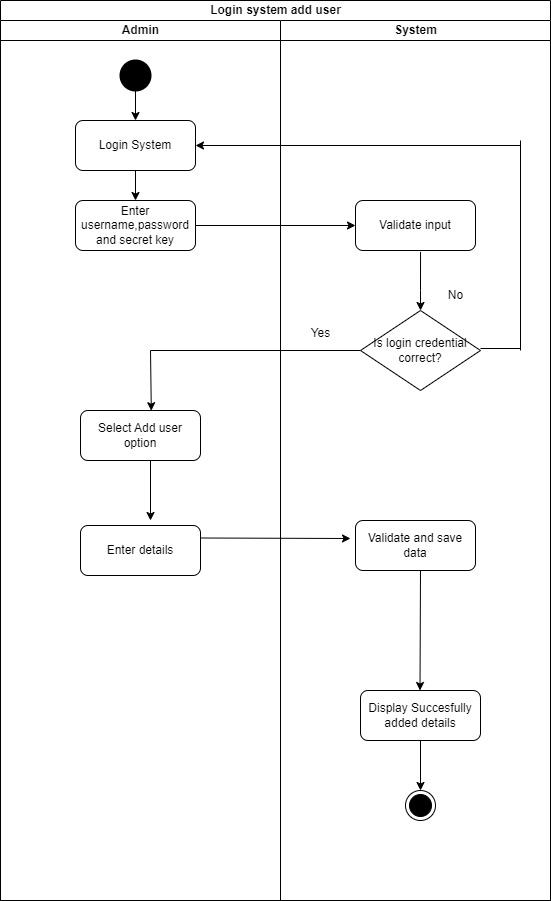 Login system add user
Admin
System
Login System
Enter
username,password
and secret key
Validate input
No
Yes
Is login credential
correct?
Select Add user
option
Enter details
Validate and save
data
Display Succesfully
added details